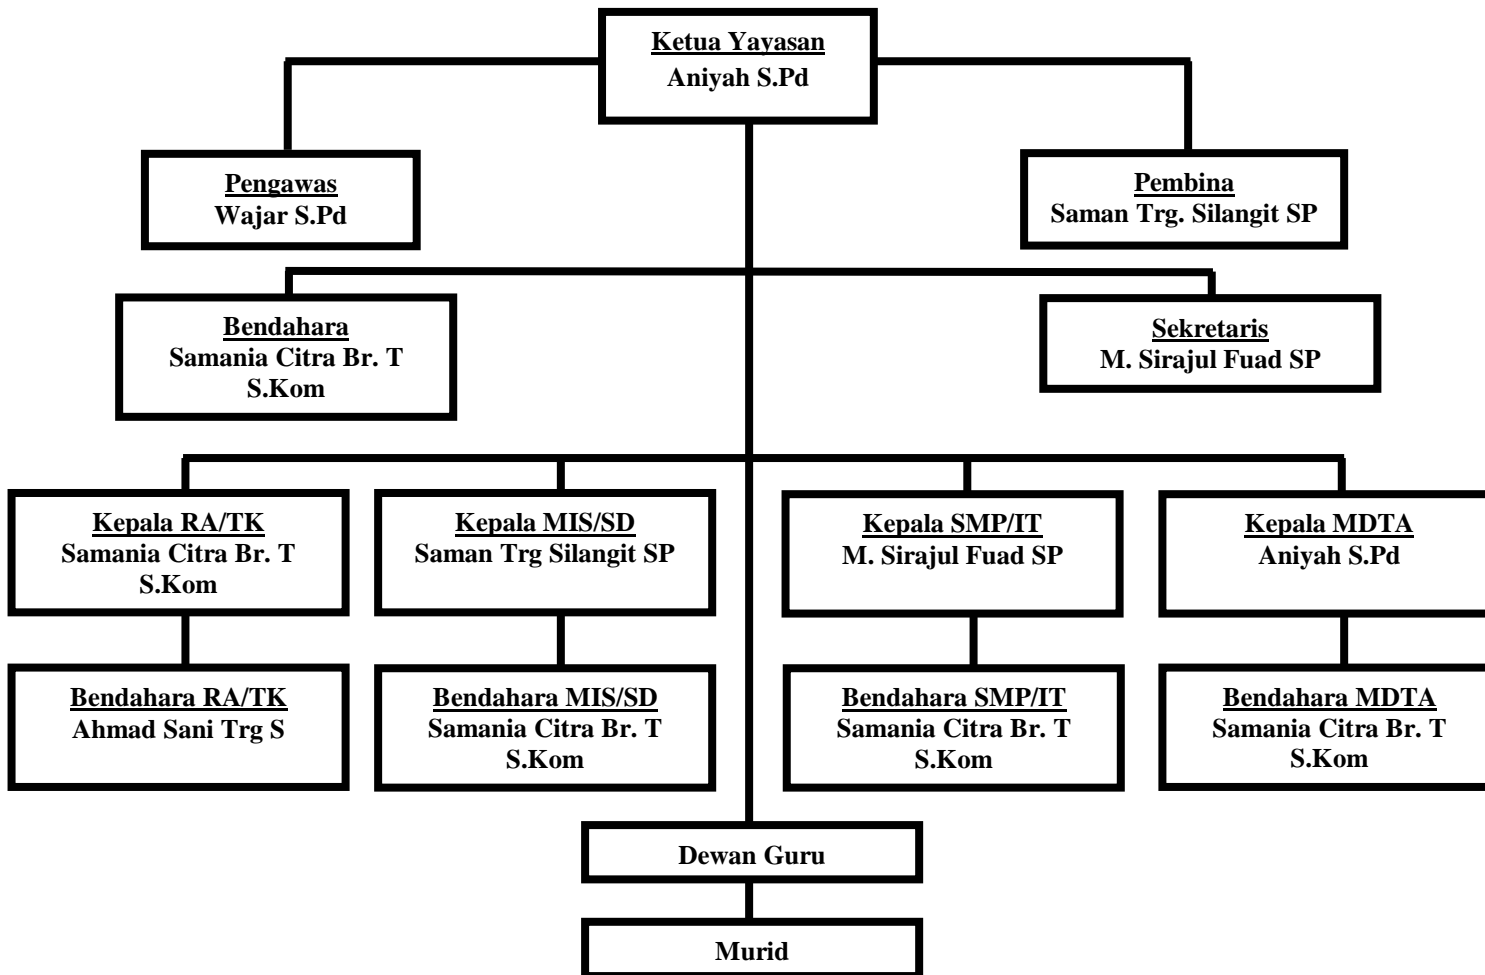 Ketua Yayasan
Aniyah S.Pd
Pengawas
Wajar S.Pd
Pembina
Saman Trg. Silangit SP
Bendahara
Samania Citra Br. T
S.Kom
Sekretaris
M. Sirajul Fuad SP
Kepala RA/TK
Samania Citra Br. T
S.Kom
Kepala MIS/SD
Saman Trg Silangit SP
Kepala SMP/IT
M. Sirajul Fuad SP
Kepala MDTA
Aniyah S.Pd
Bendahara RA/TK
Ahmad Sani Trg S
Bendahara MIS/SD
Samania Citra Br. T
S.Kom
Bendahara SMP/IT
Samania Citra Br. T
S.Kom
Bendahara MDTA
Samania Citra Br. T
S.Kom
Dewan Guru
Murid